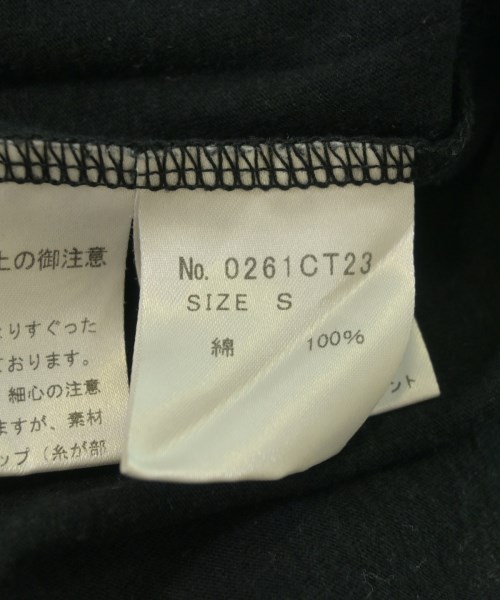 上の御注意
りすぐった
ております。
細心の注意
ますが、素材
ップ（糸が部
No. 0261CT23
SIZE S
綿 100%
ント